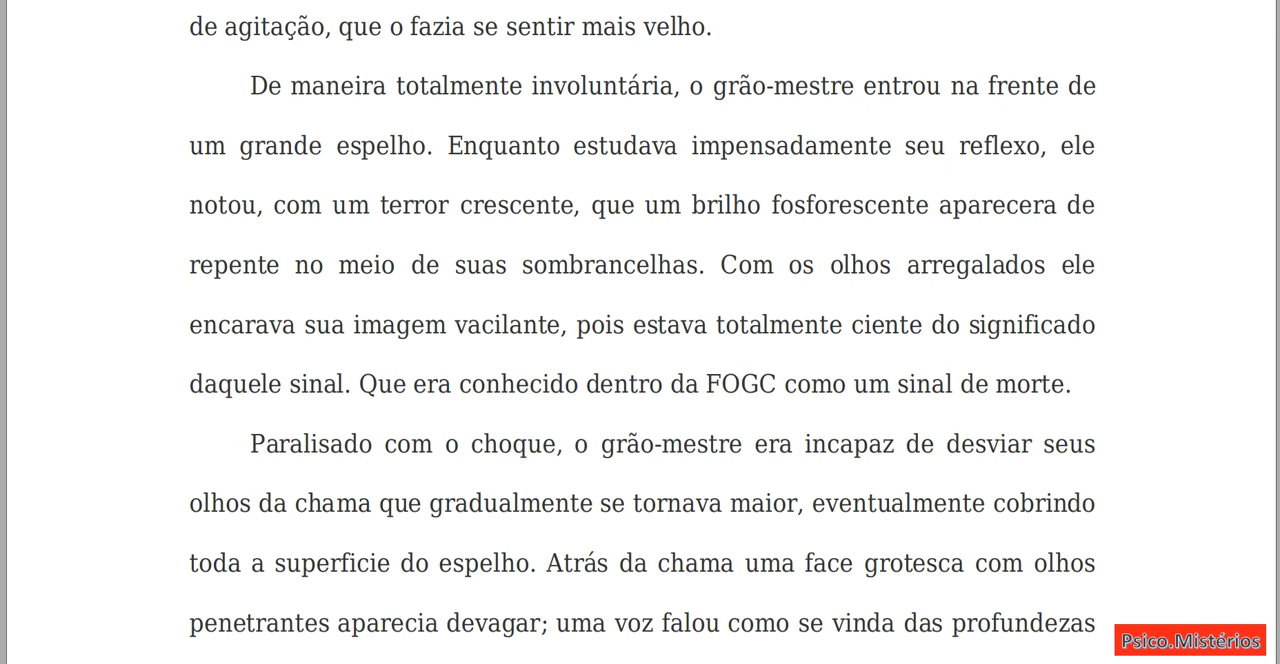 de agitação, que o fazia se sentir mais velho.
De maneira totalmente involuntária, o grão-mestre entrou na frente de
um grande espelho. Enquanto estudava impensadamente seu reflexo, ele
notou, com um terror crescente, que um brilho fosforescente aparecera de
repente no meio de suas sombrancelhas. Com os olhos arregalados ele
encarava sua imagem vacilante, pois estava totalmente ciente do significado
daquele sinal. Que era conhecido dentro da FOGC como um sinal de morte.
Paralisado com o choque, o grão-mestre era incapaz de desviar seus
olhos da chama que gradualmente se tornava maior, eventualmente cobrindo
toda a superficie do espelho. Atrás da chama uma face grotesca com olhos
penetrantes aparecia devagar; uma voz falou como se vinda das profundezas
Psico.Mistérios